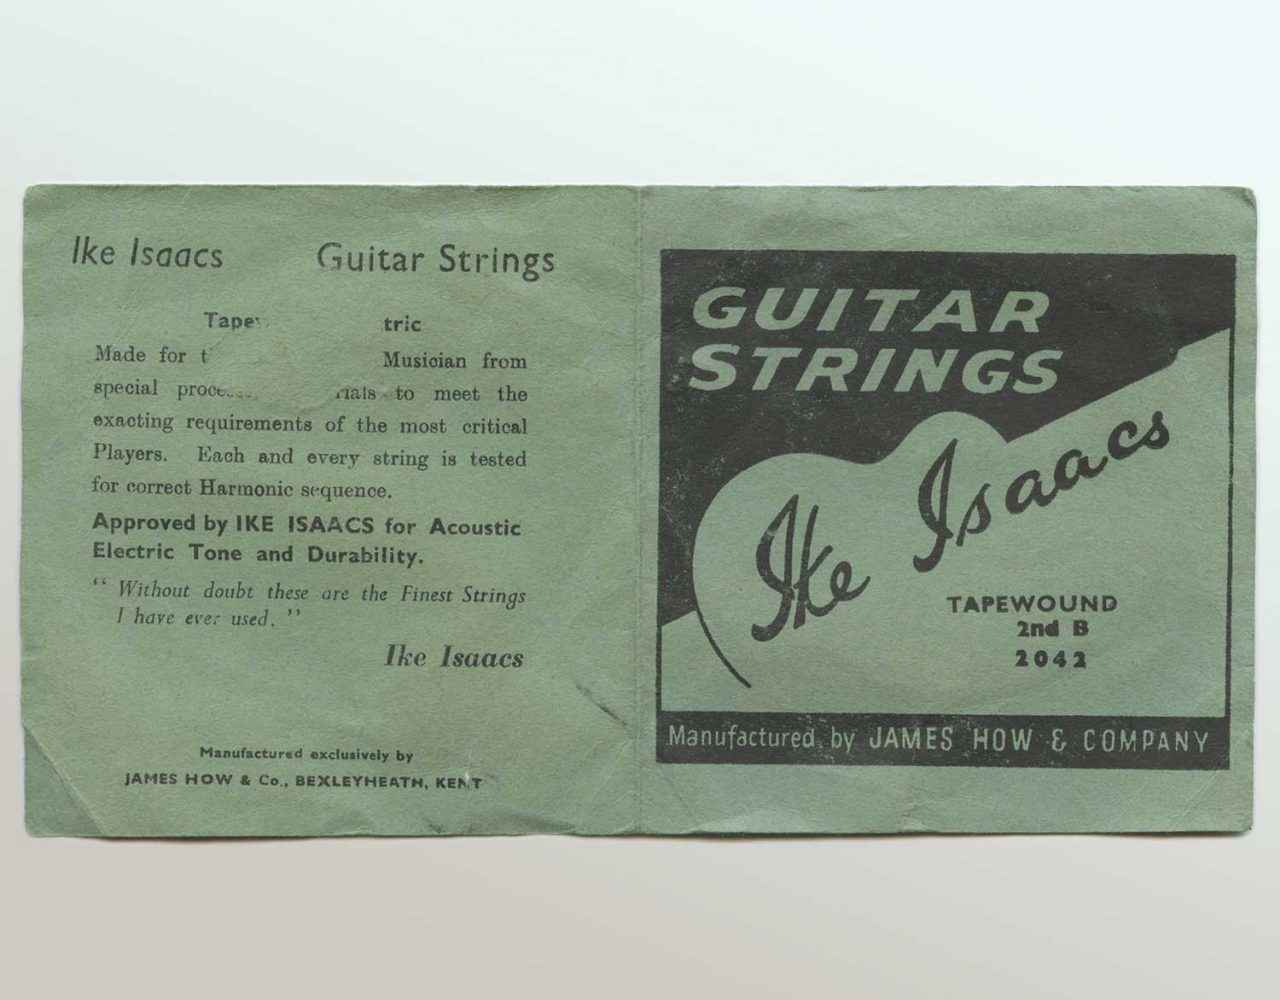 Ike Isaacs Guitar Strings
tric
Made for Musician from
special to meet the
exacting requirements of the most critical
Players. Each and every string is tested
for correct Harmonic sequence.
Approved by IKE ISAACS for Acoustic
Electric Tone and Durability.
“ Without doubt these are the Finest Strings
I have ever used. ”
Ike Isaacs
Manufactured exclusively by
JAMES HOW & Co., BEXLEYHEATH, KENT
GUITAR
STRINGS
Ike Isaacs
TAPEWOUND
2nd B
2042
Manufactured by JAMES HOW & COMPANY